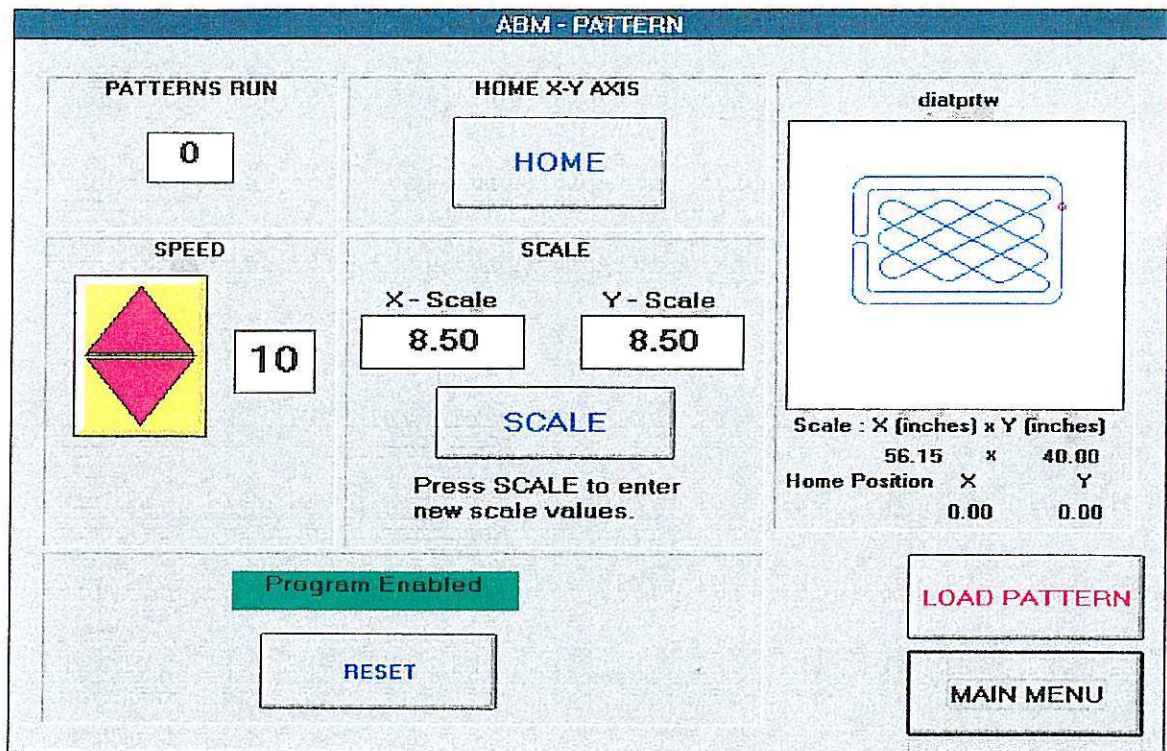 ABM - PATTERN
PATTERNS RUN
0
HOME X-Y AXIS
HOME
SPEED
10
SCALE
X - Scale Y - Scale
8.50 8.50
SCALE
Press SCALE to enter
new scale values.
diatprtw
Scale : X (inches) x Y (inches)
56.15 x 40.00
Home Position X Y
0.00 0.00
Program Enabled
RESET
LOAD PATTERN
MAIN MENU